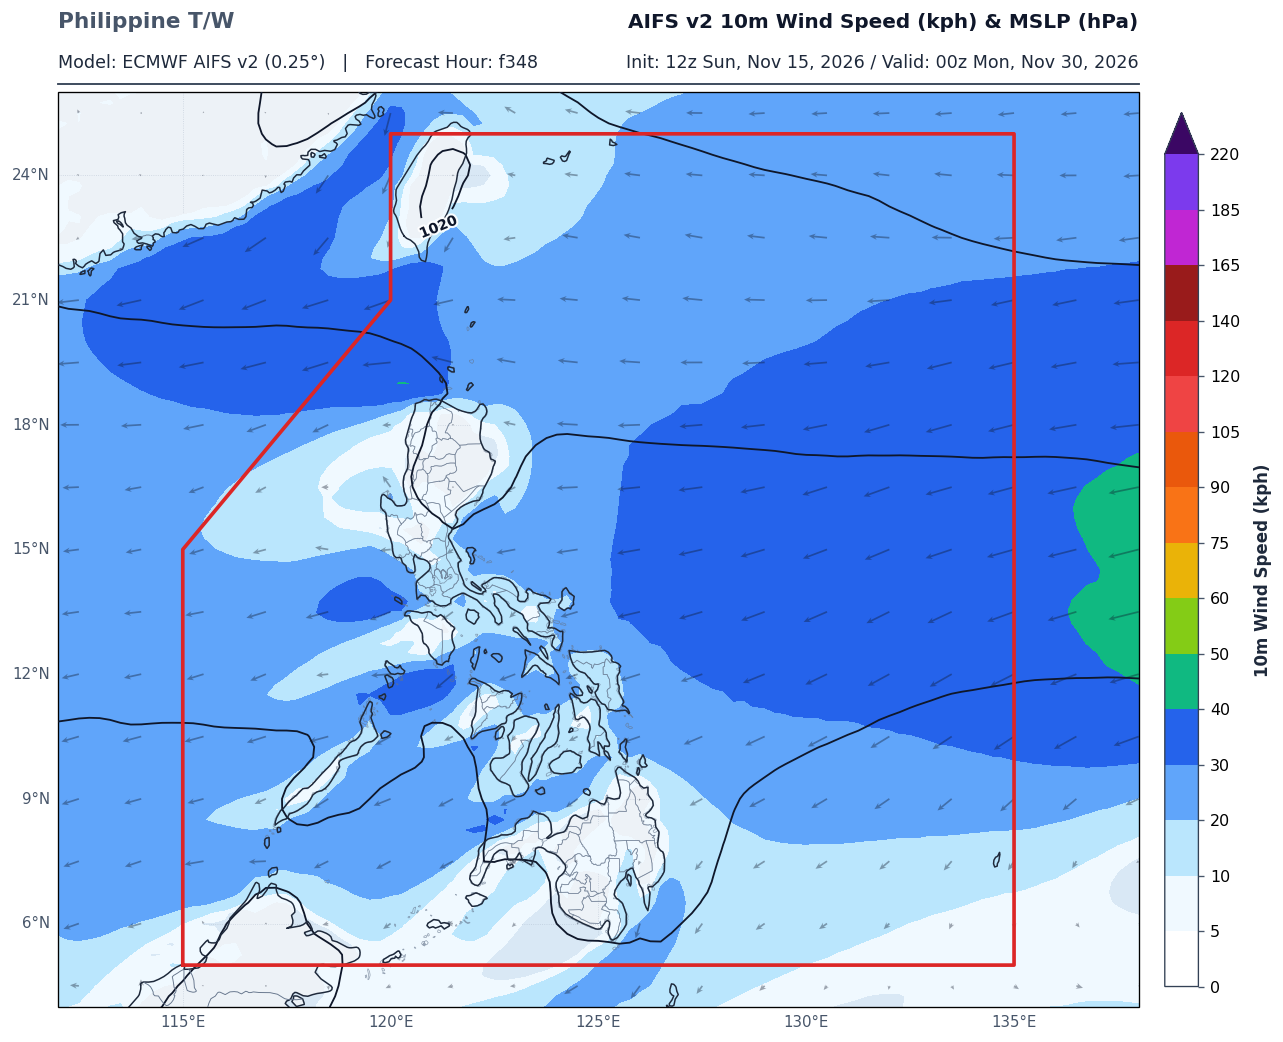 Philippine T/W
AIFS v2 10m Wind Speed (kph) & MSLP (hPa)
Model: ECMWF AIFS v2 (0.25°) | Forecast Hour: f348
Init: 12z Sun, Nov 15, 2026 / Valid: 00z Mon, Nov 30, 2026
24°N
21°N
18°N
15°N
12°N
9°N
6°N
115°E
120°E
125°E
130°E
135°E
1020
220
185
165
140
120
105
90
75
60
50
40
30
20
10
5
0
10m Wind Speed (kph)